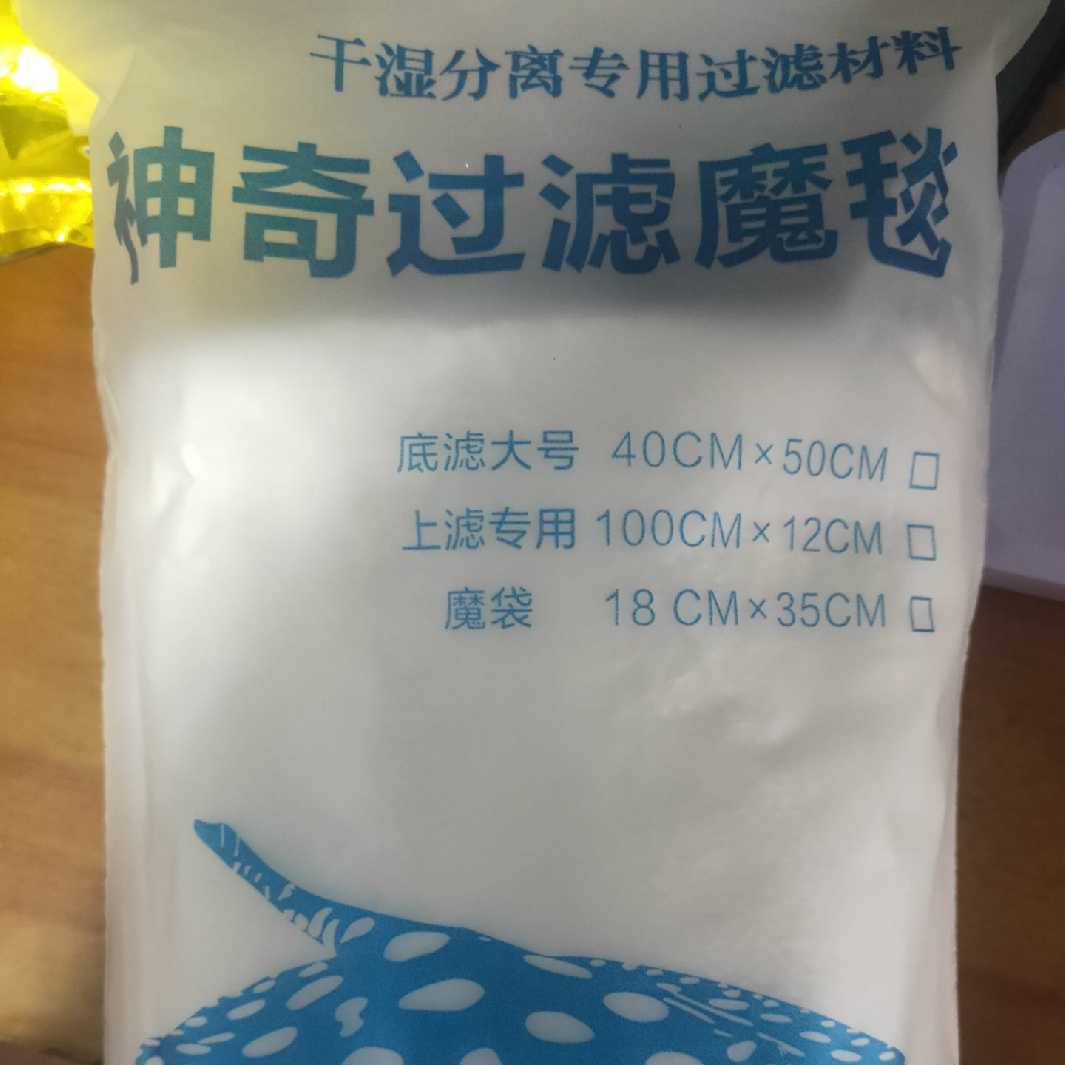 干湿分离专用过滤材料
神奇过滤魔毯
底滤大号 40CM×50CM □
上滤专用 100CM×12CM □
魔袋 18 CM×35CM □